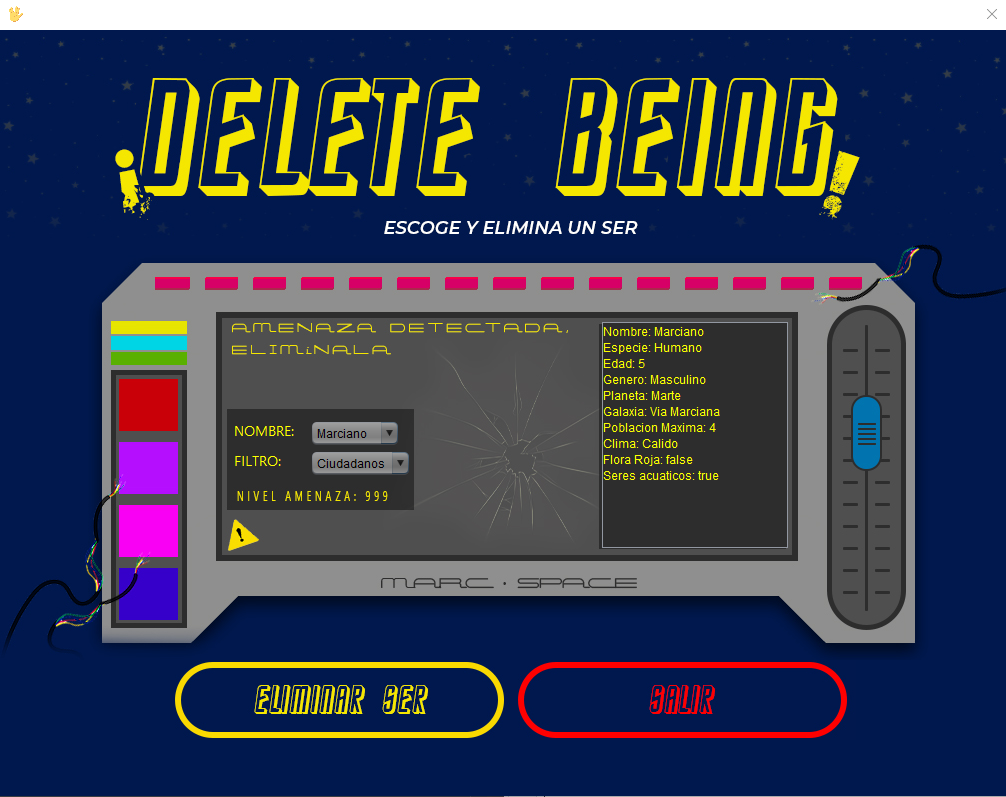 ¡DELETE BEING!
ESCOGE Y ELIMINA UN SER
AMENAZA DETECTADA,
ELIMiNALA
NOMBRE: Marciano
FILTRO: Ciudadanos
NIVEL AMENAZA: 999
Nombre: Marciano
Especie: Humano
Edad: 5
Genero: Masculino
Planeta: Marte
Galaxia: Via Marciana
Poblacion Maxima: 4
Clima: Calido
Flora Roja: false
Seres acuaticos: true
MARC · SPACE
ELIMINAR SER
SALIR